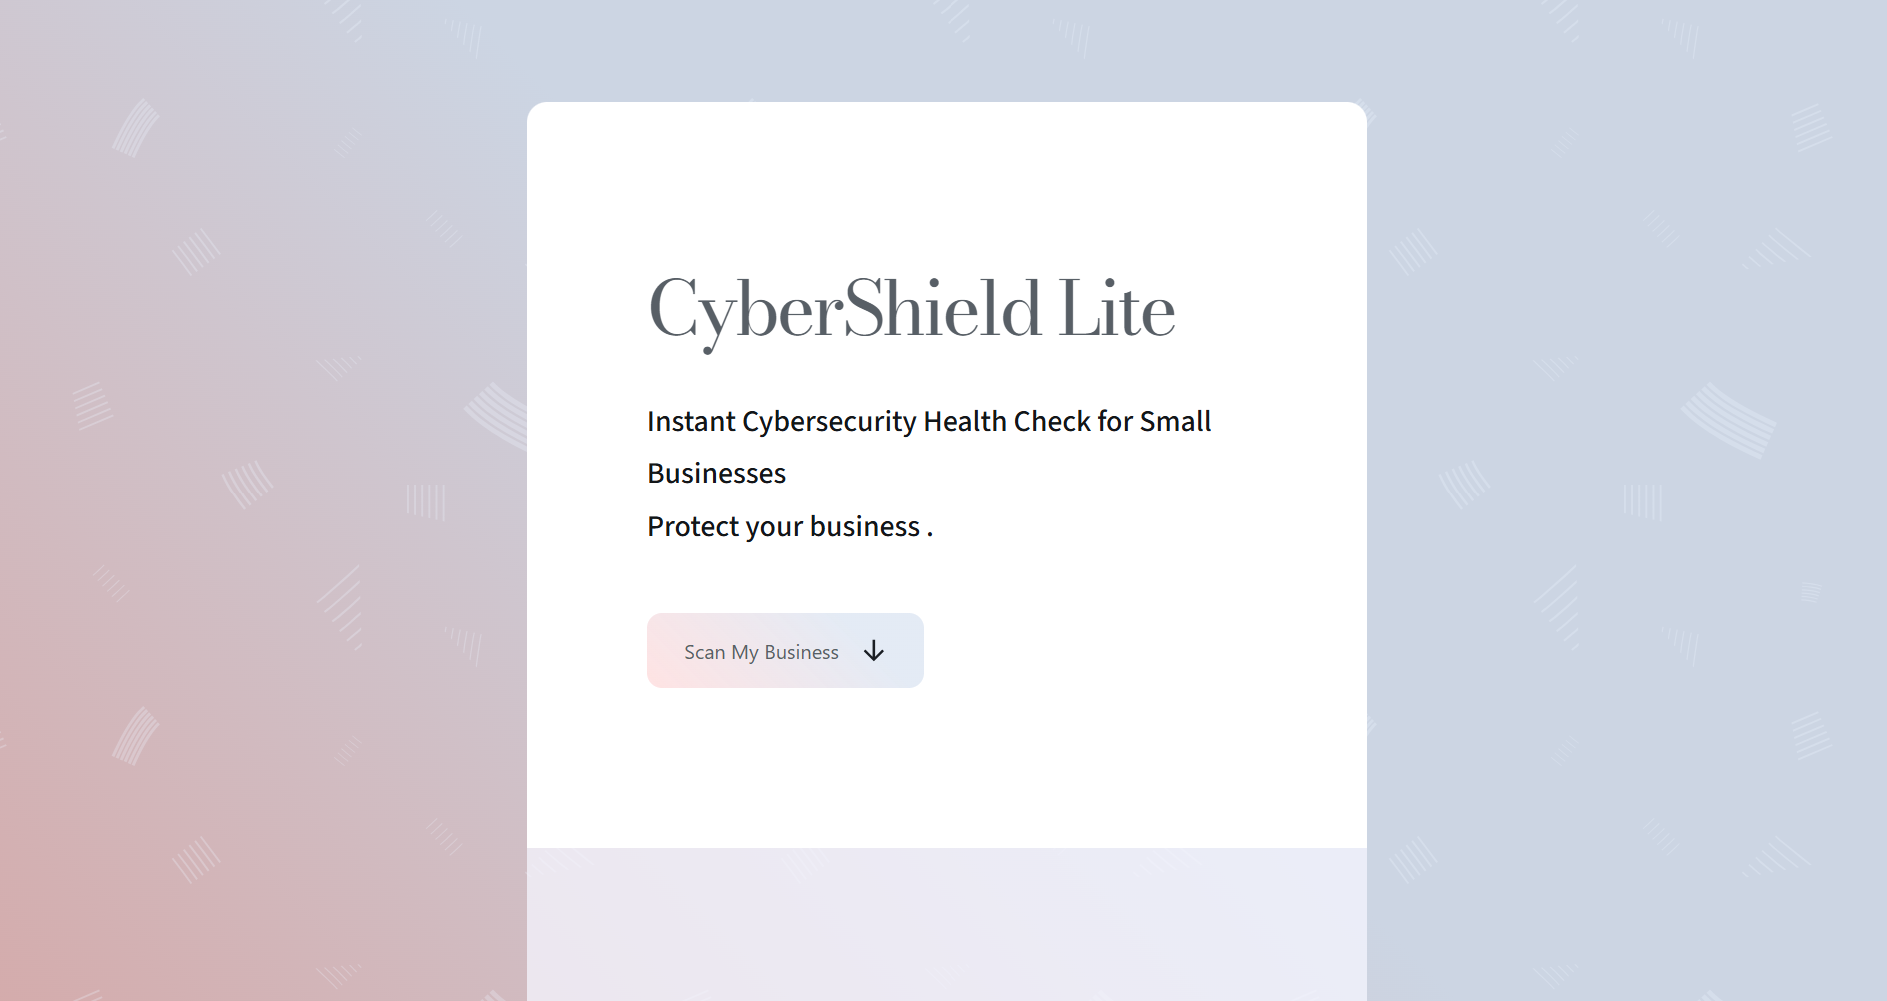 CyberShield Lite
Instant Cybersecurity Health Check for Small
Businesses
Protect your business .
Scan My Business